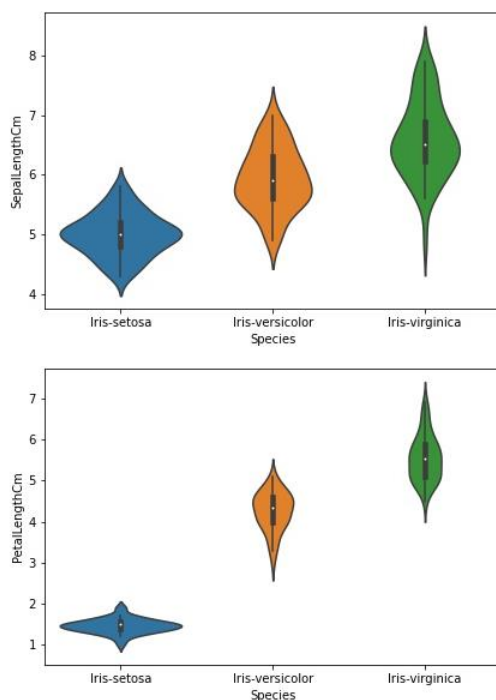 8
7
6
5
4
SepalLengthCm
Iris-setosa Iris-versicolor Iris-virginica
Species
7
6
5
4
3
2
1
PetalLengthCm
Iris-setosa Iris-versicolor Iris-virginica
Species